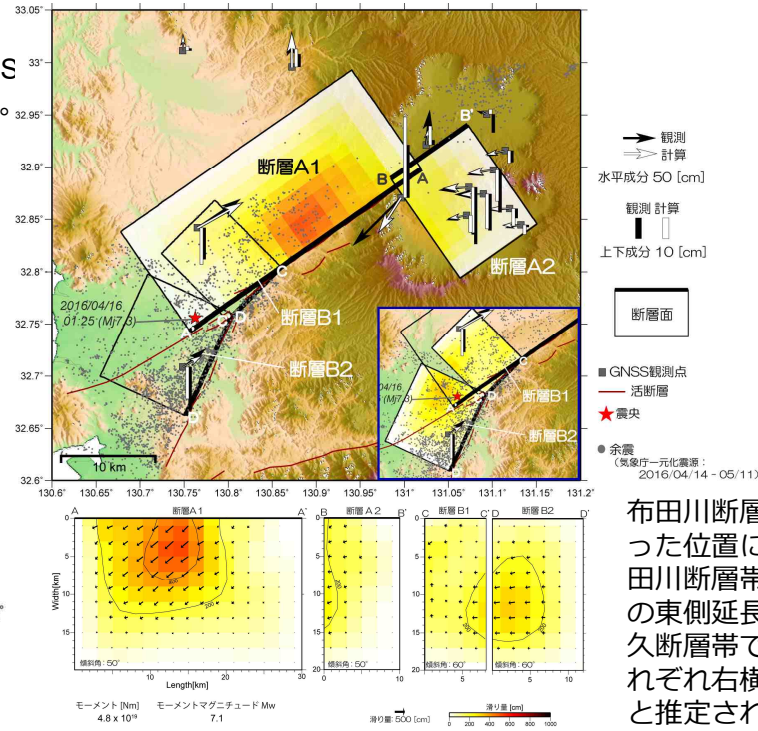 33.05°
33°
32.95°
32.9°
32.85°
32.8°
32.75°
32.7°
32.65°
32.6°
130.6° 130.65° 130.7° 130.75° 130.8° 130.85° 130.9° 130.95° 131° 131.05° 131.1° 131.15° 131.2°
S
断層A1
B'
B A
断層A2
C
2016/04/16
01:25 (Mj7.3)
D
断層B1
断層B2
10 km
04/16
(Mj7.3)
C
D
断層B1
断層B2
観測
計算
水平成分 50 [cm]
観測 計算
上下成分 10 [cm]
断層面
GNSS観測点
活断層
震央
余震
(気象庁一元化震源:
2016/04/14 - 05/11)
A 断層A1 A'
B 断層A2 B'
C 断層B1 C'
D 断層B2 D'
Width[km]
0
5
10
15
20
傾斜角: 50°
傾斜角: 50°
傾斜角: 60°
傾斜角: 60°
10 20 30
Length[km]
10
5
5 10
モーメント [Nm] モーメントマグニチュード Mw
4.8 x 10¹⁹ 7.1
滑り量: 500 [cm]
滑り量 [cm]
0 200 400 600 800 1000
布田川断層
った位置に
田川断層帯
の東側延長
久断層帯で
れぞれ右横
と推定され